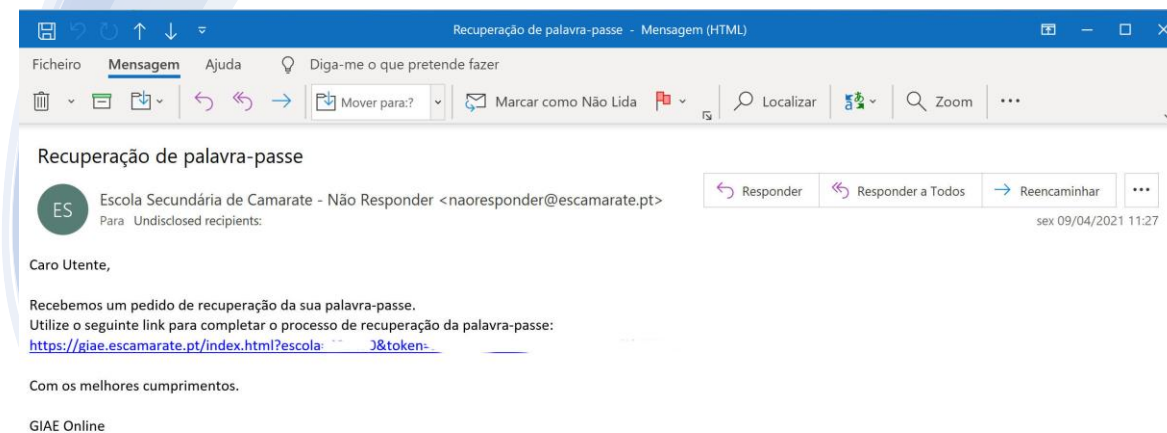 Recuperação de palavra-passe - Mensagem (HTML)
Ficheiro Mensagem Ajuda Diga-me o que pretende fazer
Mover para:? Marcar como Não Lida Localizar Zoom
Recuperação de palavra-passe
ES
Escola Secundária de Camarate - Não Responder <naoresponder@escamarate.pt>
Para Undisclosed recipients:
Responder Responder a Todos Reencaminhar
sex 09/04/2021 11:27
Caro Utente,
Recebemos um pedido de recuperação da sua palavra-passe.
Utilize o seguinte link para completar o processo de recuperação da palavra-passe:
https://giae.escamarate.pt/index.html?escola &token
Com os melhores cumprimentos.
GIAE Online